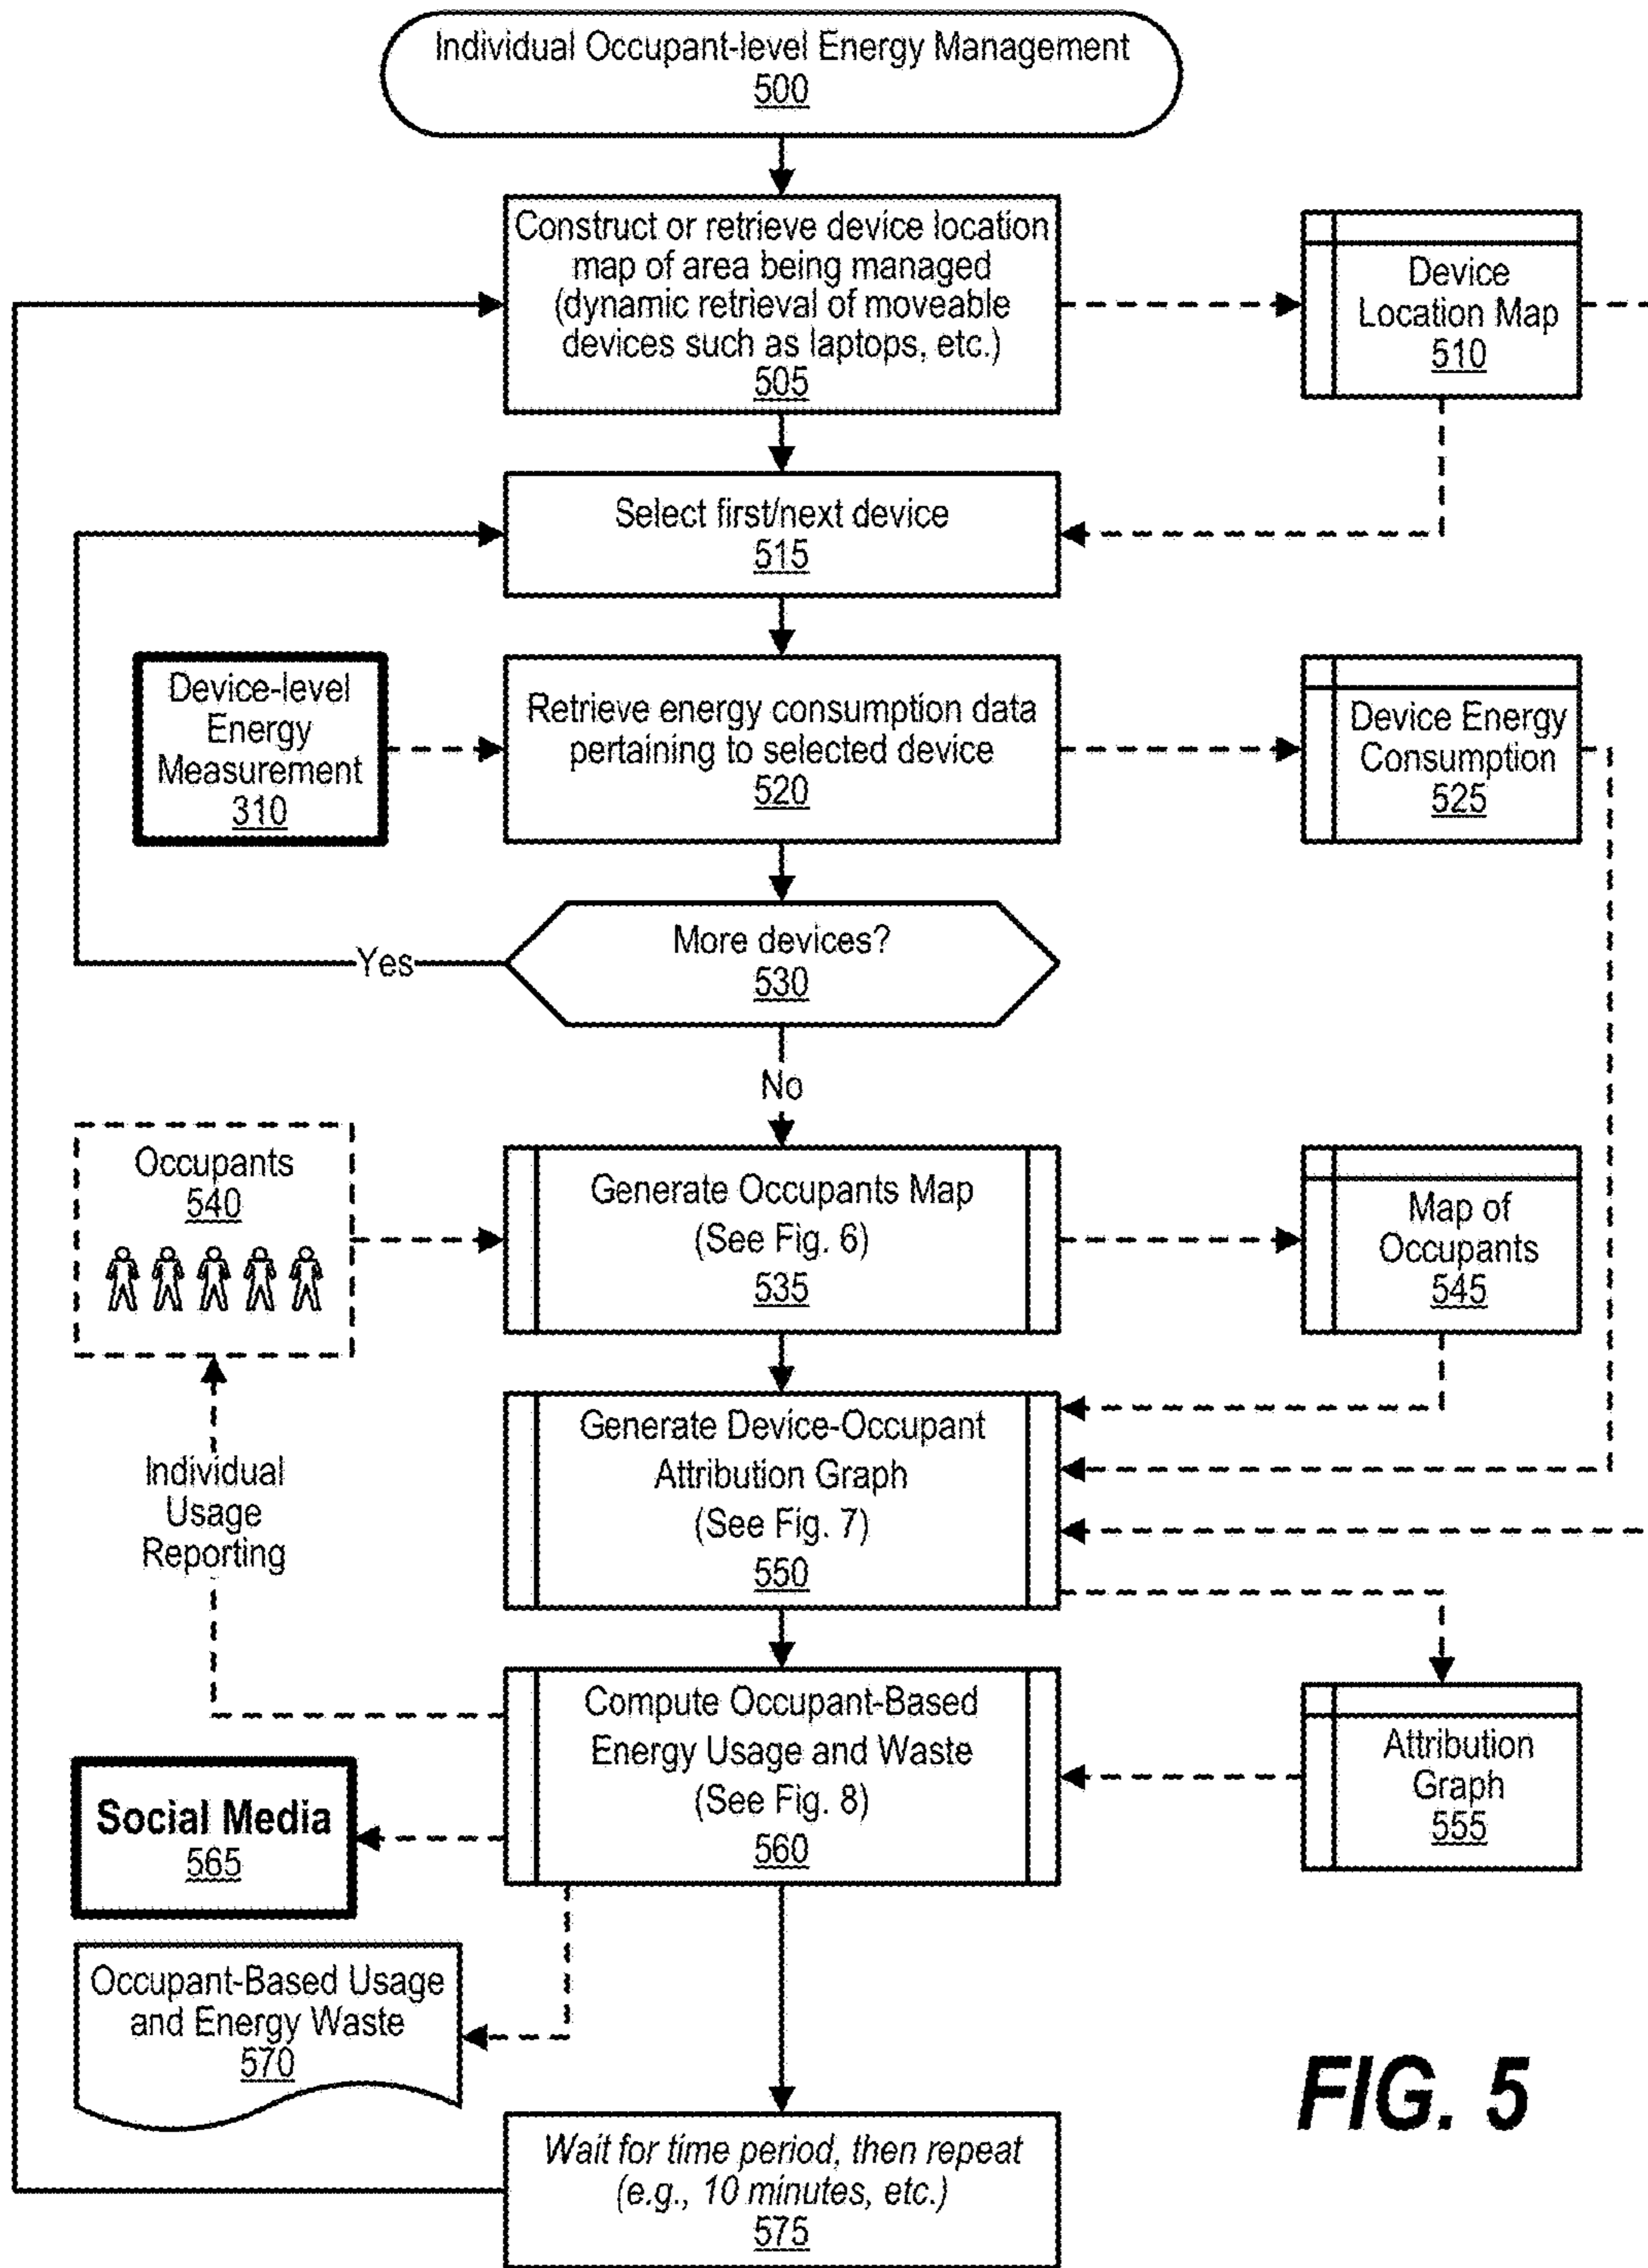 Individual Occupant-level Energy Management
500
Construct or retrieve device location
map of area being managed
(dynamic retrieval of moveable
devices such as laptops, etc.)
505
Device
Location Map
510
Select first/next device
515
Device-level
Energy
Measurement
310
Retrieve energy consumption data
pertaining to selected device
520
Device Energy
Consumption
525
More devices?
530
Yes
No
Occupants
540
Generate Occupants Map
(See Fig. 6)
535
Map of
Occupants
545
Individual
Usage
Reporting
Generate Device-Occupant
Attribution Graph
(See Fig. 7)
550
Compute Occupant-Based
Energy Usage and Waste
(See Fig. 8)
560
Attribution
Graph
555
Social Media
565
Occupant-Based Usage
and Energy Waste
570
Wait for time period, then repeat
(e.g., 10 minutes, etc.)
575
FIG. 5